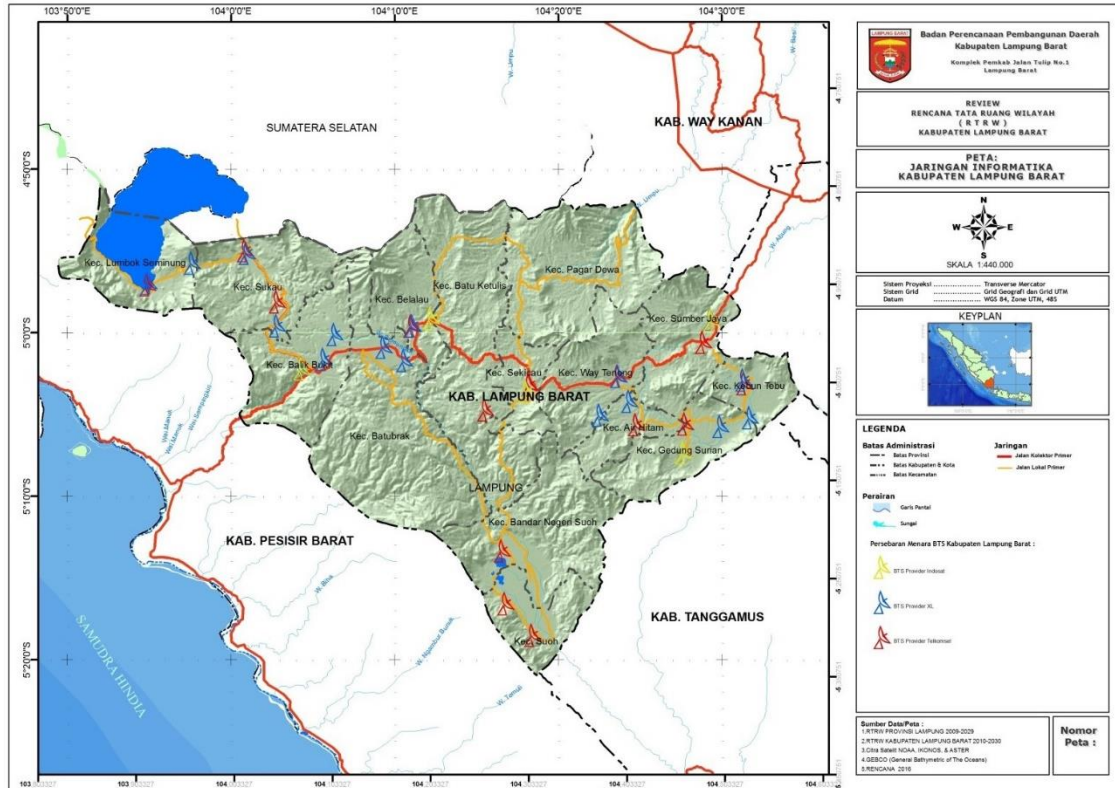 103°50'0"E
104°0'0"E
104°10'0"E
104°20'0"E
104°30'0"E
4°50'0"S
5°0'0"S
5°10'0"S
5°20'0"S
SUMATERA SELATAN
KAB. WAY KANAN
W. Umpu
W. Besi
W. Umpu
W. Abung
Kec. Lumbok Seminung
Kec. Sukau
Kec. Belalau
Kec. Batu Ketulis
Kec. Pagar Dewa
Kec. Sumber Jaya
Kec. Balik Bukit
Kec. Sekincau
Kec. Way Tenong
Kec. Kebun Tebu
KAB. LAMPUNG BARAT
Kec. Air Hitam
Kec. Batubrak
Kec. Gedung Surian
LAMPUNG
Kec. Bandar Negeri Suoh
KAB. PESISIR BARAT
KAB. TANGGAMUS
Kec. Suoh
W. Ngambur Bunuk
W. Tenuli
SAMUDRA HINDIA
LAMPUNG BARAT
Badan Perencanaan Pembangunan Daerah
Kabupaten Lampung Barat
Komplek Pemkab Jalan Tulip No.1
Lampung Barat
REVIEW
RENCANA TATA RUANG WILAYAH
( R T R W )
KABUPATEN LAMPUNG BARAT
PETA:
JARINGAN INFORMATIKA
KABUPATEN LAMPUNG BARAT
N
W E
S
SKALA 1:440.000
Sistem Proyeksi ........ Transverse Mercator
Sistem Grid ........ Grid Geografi dan Grid UTM
Datum ........ WGS 84, Zone UTM, 48S
KEYPLAN
LEGENDA
Batas Administrasi
Batas Provinsi
Batas Kabupaten & Kota
Batas Kecamatan
Jaringan
Jalan Kolektor Primer
Jalan Lokal Primer
Perairan
Garis Pantai
Sungai
Persebaran Menara BTS Kabupaten Lampung Barat :
BTS Provider Indosat
BTS Provider XL
BTS Provider Telkomsel
Sumber Data/Peta :
1.RTRW PROVINSI LAMPUNG 2009-2029
2.RTRW KABUPATEN LAMPUNG BARAT 2010-2030
3.Citra Satelit NOAA, IKONOS, & ASTER
4.GEBCO (General Bathymetric of The Oceans)
5.RENCANA 2016
Nomor
Peta :